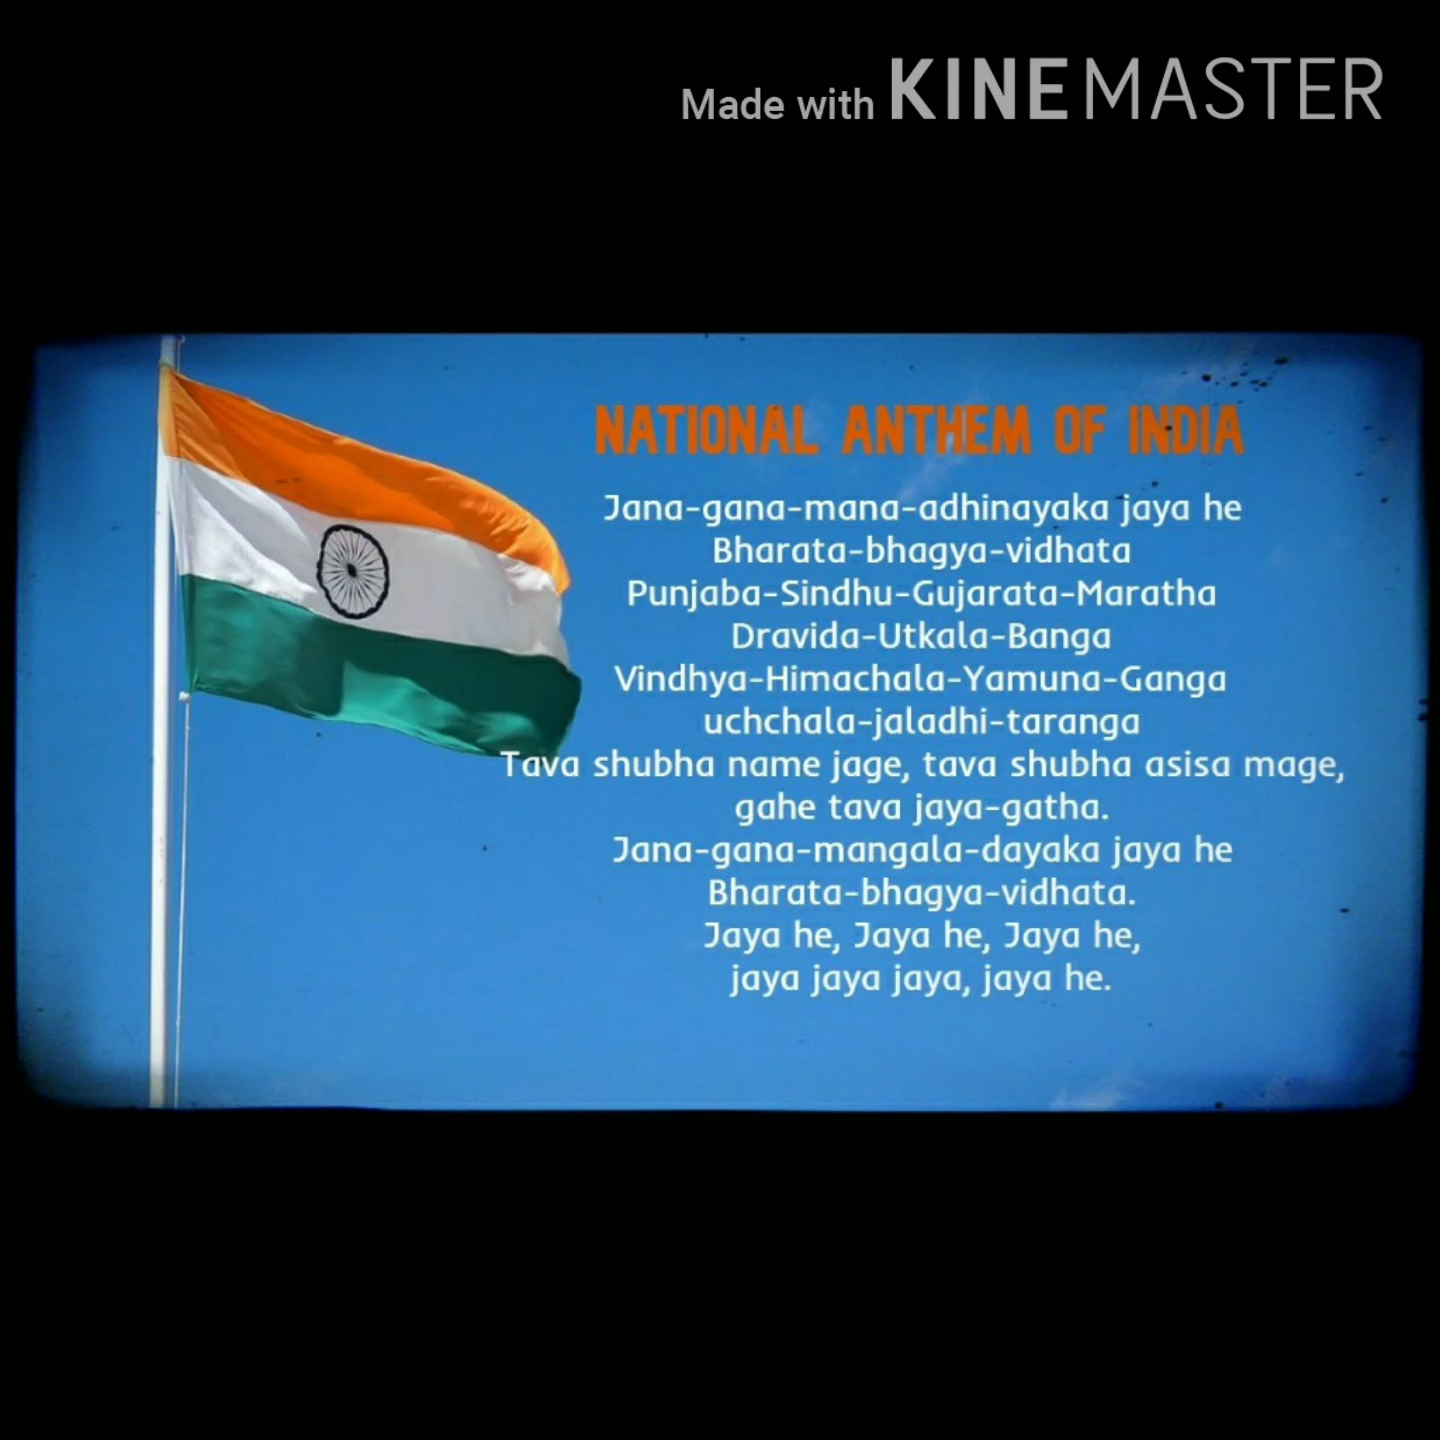 Made with KINEMASTER
NATIONAL ANTHEM OF INDIA
Jana-gana-mana-adhinayaka jaya he
Bharata-bhagya-vidhata
Punjaba-Sindhu-Gujarata-Maratha
Dravida-Utkala-Banga
Vindhya-Himachala-Yamuna-Ganga
uchchala-jaladhi-taranga
Tava shubha name jage, tava shubha asisa mage,
gahe tava jaya-gatha.
Jana-gana-mangala-dayaka jaya he
Bharata-bhagya-vidhata.
Jaya he, Jaya he, Jaya he,
jaya jaya jaya, jaya he.